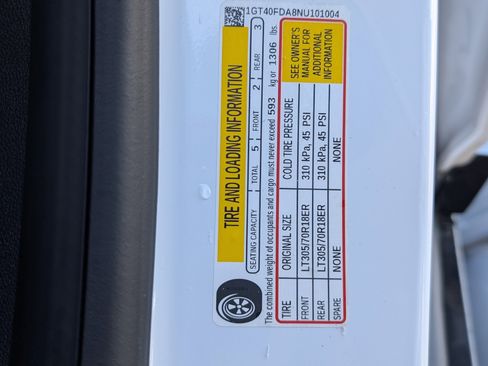 1GT40FDA8NU101004
TIRE AND LOADING INFORMATION
SEATING CAPACITY TOTAL 5 FRONT 2 REAR 3
The combined weight of occupants and cargo must never exceed 593 kg or 1306 lbs.
TIRE ORIGINAL SIZE COLD TIRE PRESSURE
FRONT LT305/70R18ER 310 kPa, 45 PSI
REAR LT305/70R18ER 310 kPa, 45 PSI
SPARE NONE NONE
SEE OWNER'S
MANUAL FOR
ADDITIONAL
INFORMATION